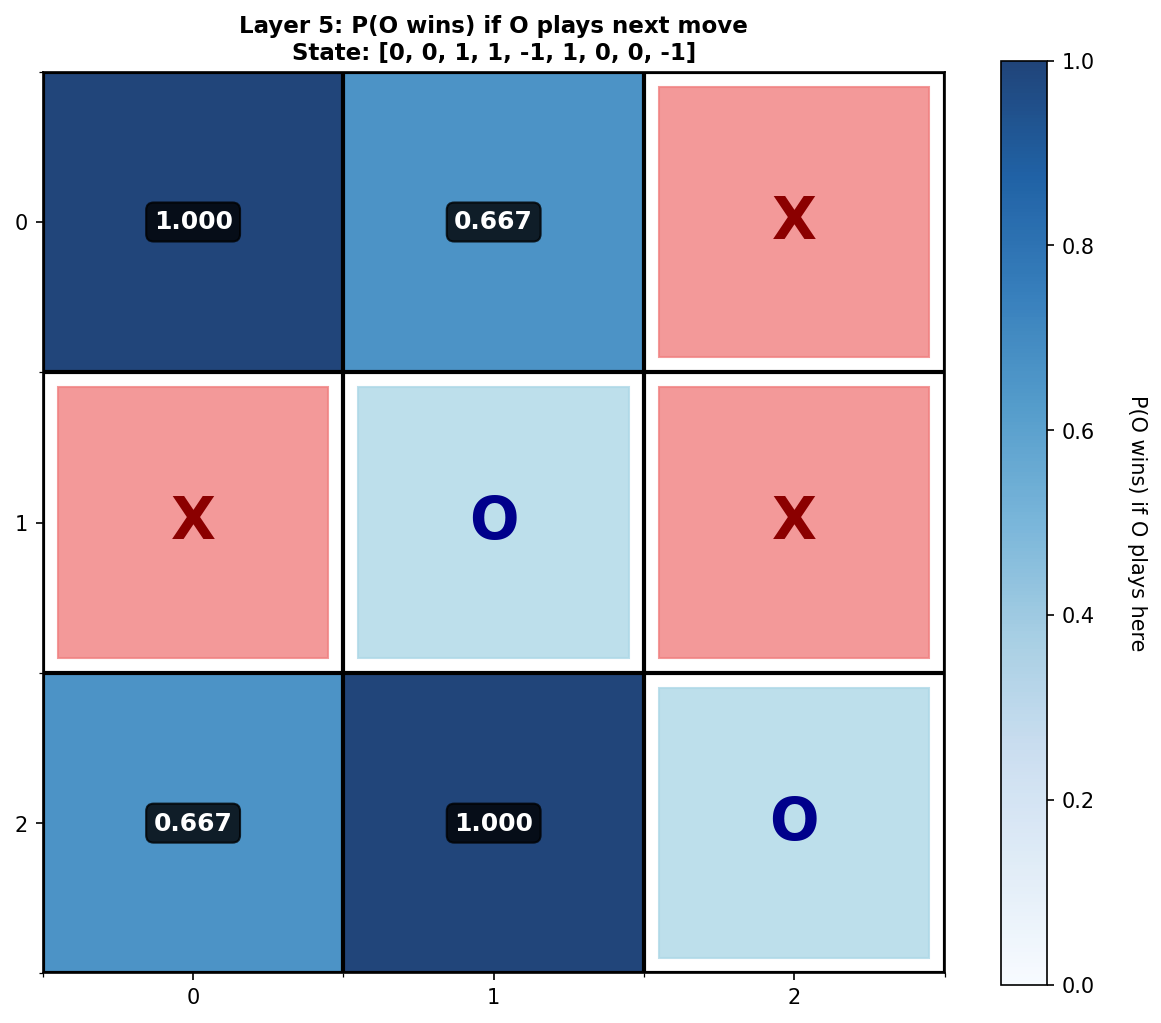 Layer 5: P(O wins) if O plays next move
State: [0, 0, 1, 1, -1, 1, 0, 0, -1]
0
1.000
0.667
X
1
X
O
X
2
0.667
1.000
O
0
1
2
1.0
0.8
0.6
0.4
0.2
0.0
P(O wins) if O plays here